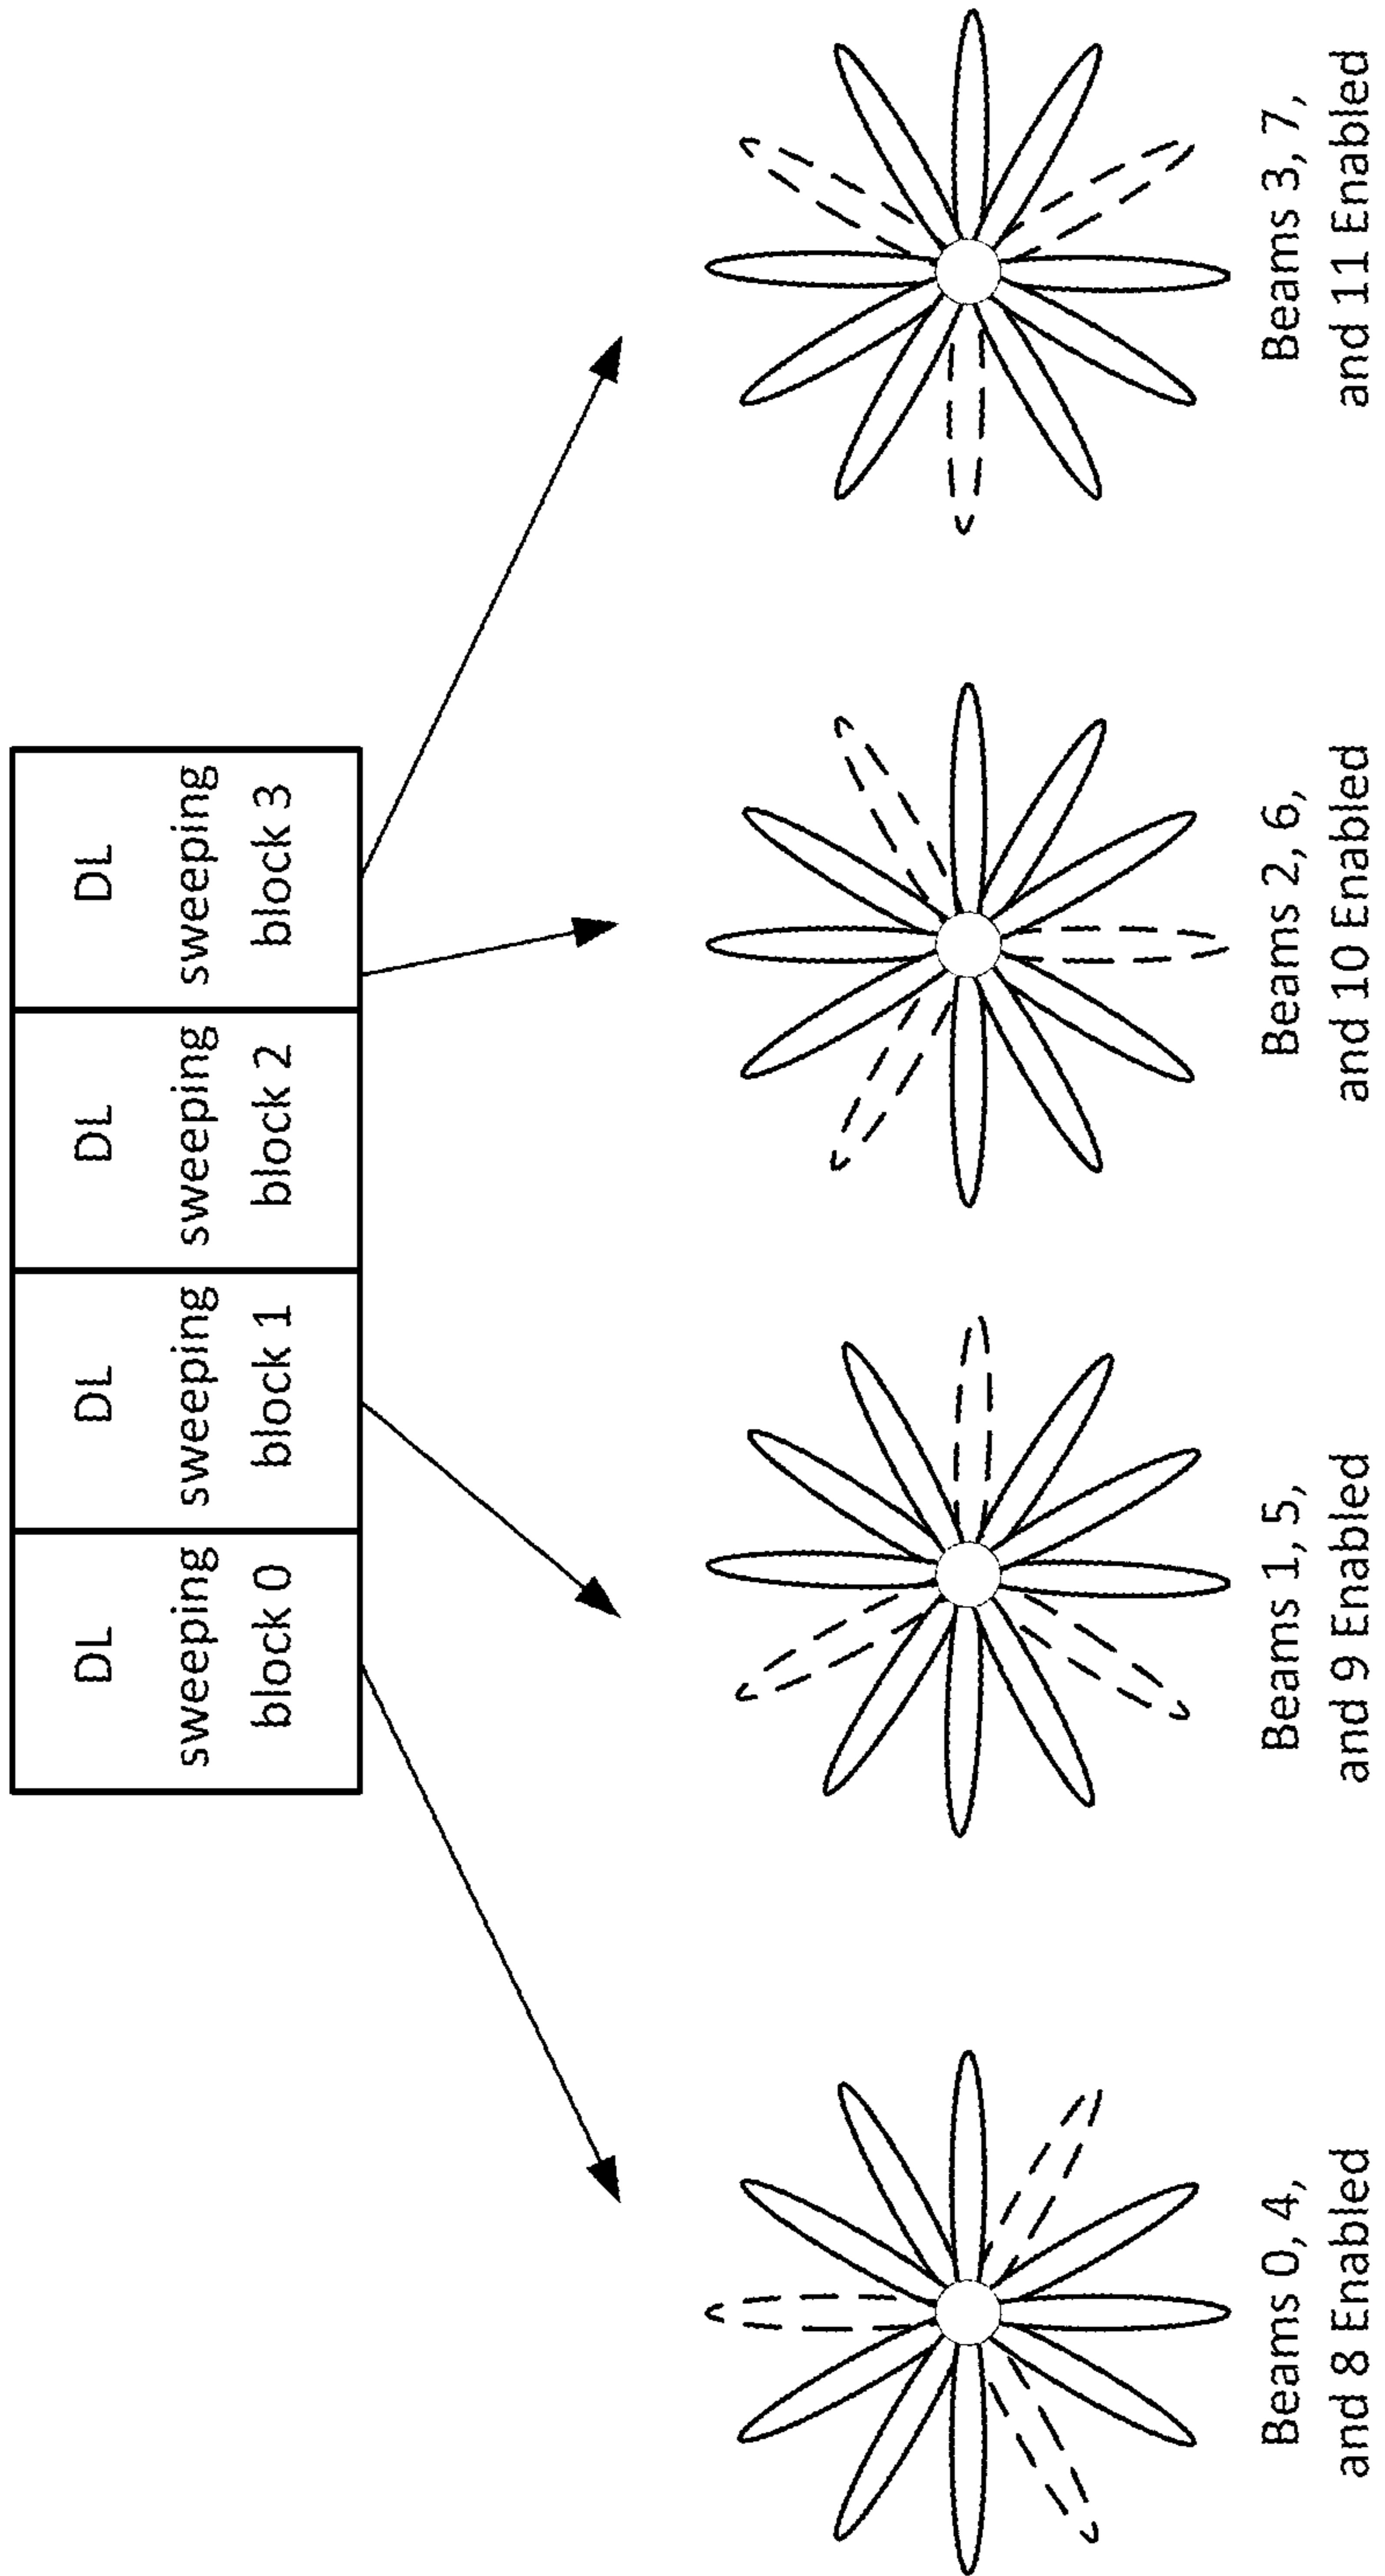 DL
sweeping
block 0
DL
sweeping
block 1
DL
sweeping
block 2
DL
sweeping
block 3
Beams 0, 4,
and 8 Enabled
Beams 1, 5,
and 9 Enabled
Beams 2, 6,
and 10 Enabled
Beams 3, 7,
and 11 Enabled